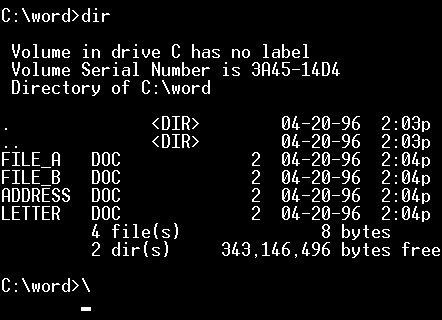 C:\word>dir
Volume in drive C has no label
Volume Serial Number is 3A45-14D4
Directory of C:\word
. <DIR> 04-20-96 2:03p
.. <DIR> 04-20-96 2:03p
FILE_A DOC 2 04-20-96 2:04p
FILE_B DOC 2 04-20-96 2:04p
ADDRESS DOC 2 04-20-96 2:04p
LETTER DOC 2 04-20-96 2:04p
4 file(s) 8 bytes
2 dir(s) 343,146,496 bytes free
C:\word>\
_